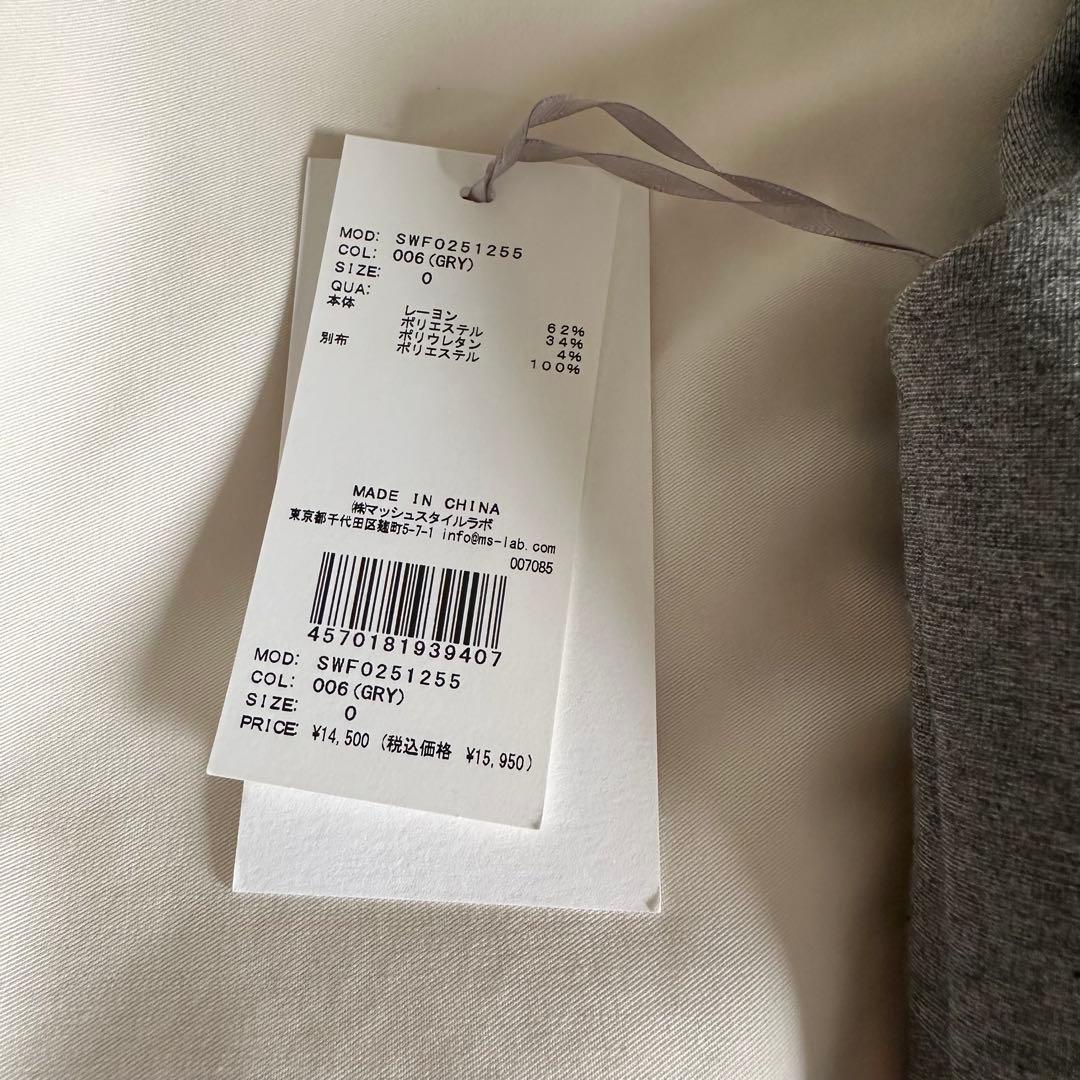 MOD: SWF0251255
COL: 006(GRY)
SIZE: 0
QUA:
本体 レーヨン 62%
ポリエステル 34%
ポリウレタン 4%
別布 ポリエステル 100%
MADE IN CHINA
㈱マッシュスタイルラボ
東京都千代田区麹町5-7-1 info@ms-lab.com
007085
4570181939407
MOD: SWF0251255
COL: 006(GRY)
SIZE: 0
PRICE: ¥14,500 (税込価格 ¥15,950)